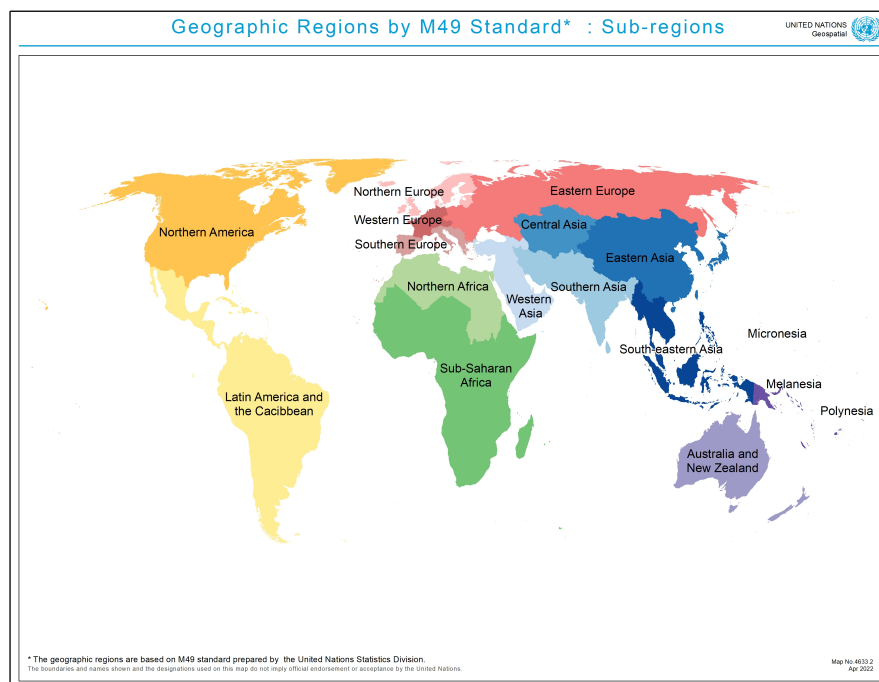 Geographic Regions by M49 Standard* : Sub-regions
UNITED NATIONS
Geospatial
Northern Europe
Eastern Europe
Western Europe
Central Asia
Northern America
Southern Europe
Eastern Asia
Northern Africa
Southern Asia
Western
Asia
Micronesia
South-eastern Asia
Sub-Saharan
Africa
Melanesia
Latin America and
the Cacibbean
Polynesia
Australia and
New Zealand
* The geographic regions are based on M49 standard prepared by the United Nations Statistics Division.
The boundaries and names shown and the designations used on this map do not imply official endorsement or acceptance by the United Nations.
Map No.4633.2
Apr 2022